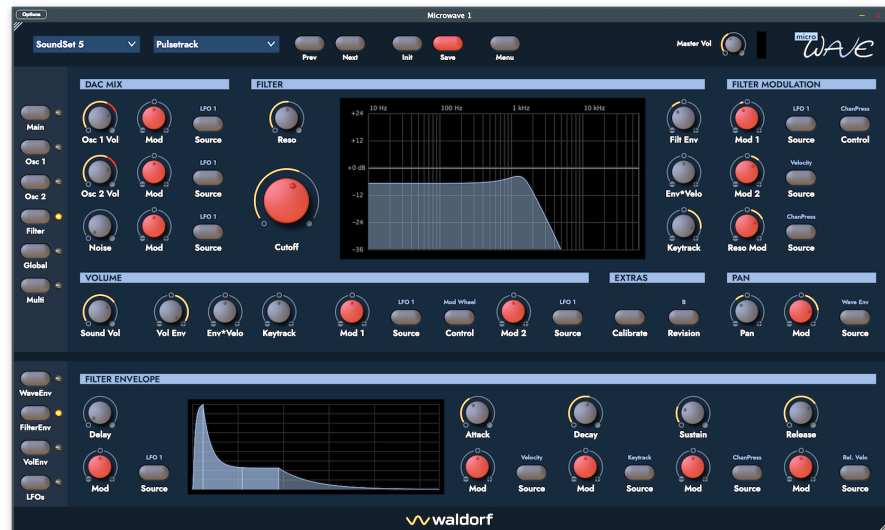 Options
Microwave 1
SoundSet 5
Pulsetrack
Prev
Next
Init
Save
Menu
Master Vol
micro
WAVE
DAC MIX
FILTER
FILTER MODULATION
Main
Osc 1
Osc 2
Filter
Global
Multi
LFO 1
Osc 1 Vol
Mod
Source
LFO 1
Osc 2 Vol
Mod
Source
LFO 1
Noise
Mod
Source
Reso
Cutoff
10 Hz
100 Hz
1 kHz
10 kHz
+24
+12
+0 dB
-12
-24
-36
Filt Env
Env*Velo
Keytrack
LFO 1
ChanPress
Mod 1
Source
Control
Velocity
Mod 2
Source
ChanPress
Reso Mod
Source
VOLUME
EXTRAS
PAN
LFO 1
Mod Wheel
LFO 1
B
Wave Env
Sound Vol
Vol Env
Env*Velo
Keytrack
Mod 1
Source
Control
Mod 2
Source
Calibrate
Revision
Pan
Mod
Source
WaveEnv
FilterEnv
VolEnv
LFOs
FILTER ENVELOPE
Delay
LFO 1
Mod
Source
Attack
Decay
Sustain
Release
Velocity
Keytrack
ChanPress
Rel. Velo
Mod
Source
Mod
Source
Mod
Source
Mod
Source
waldorf